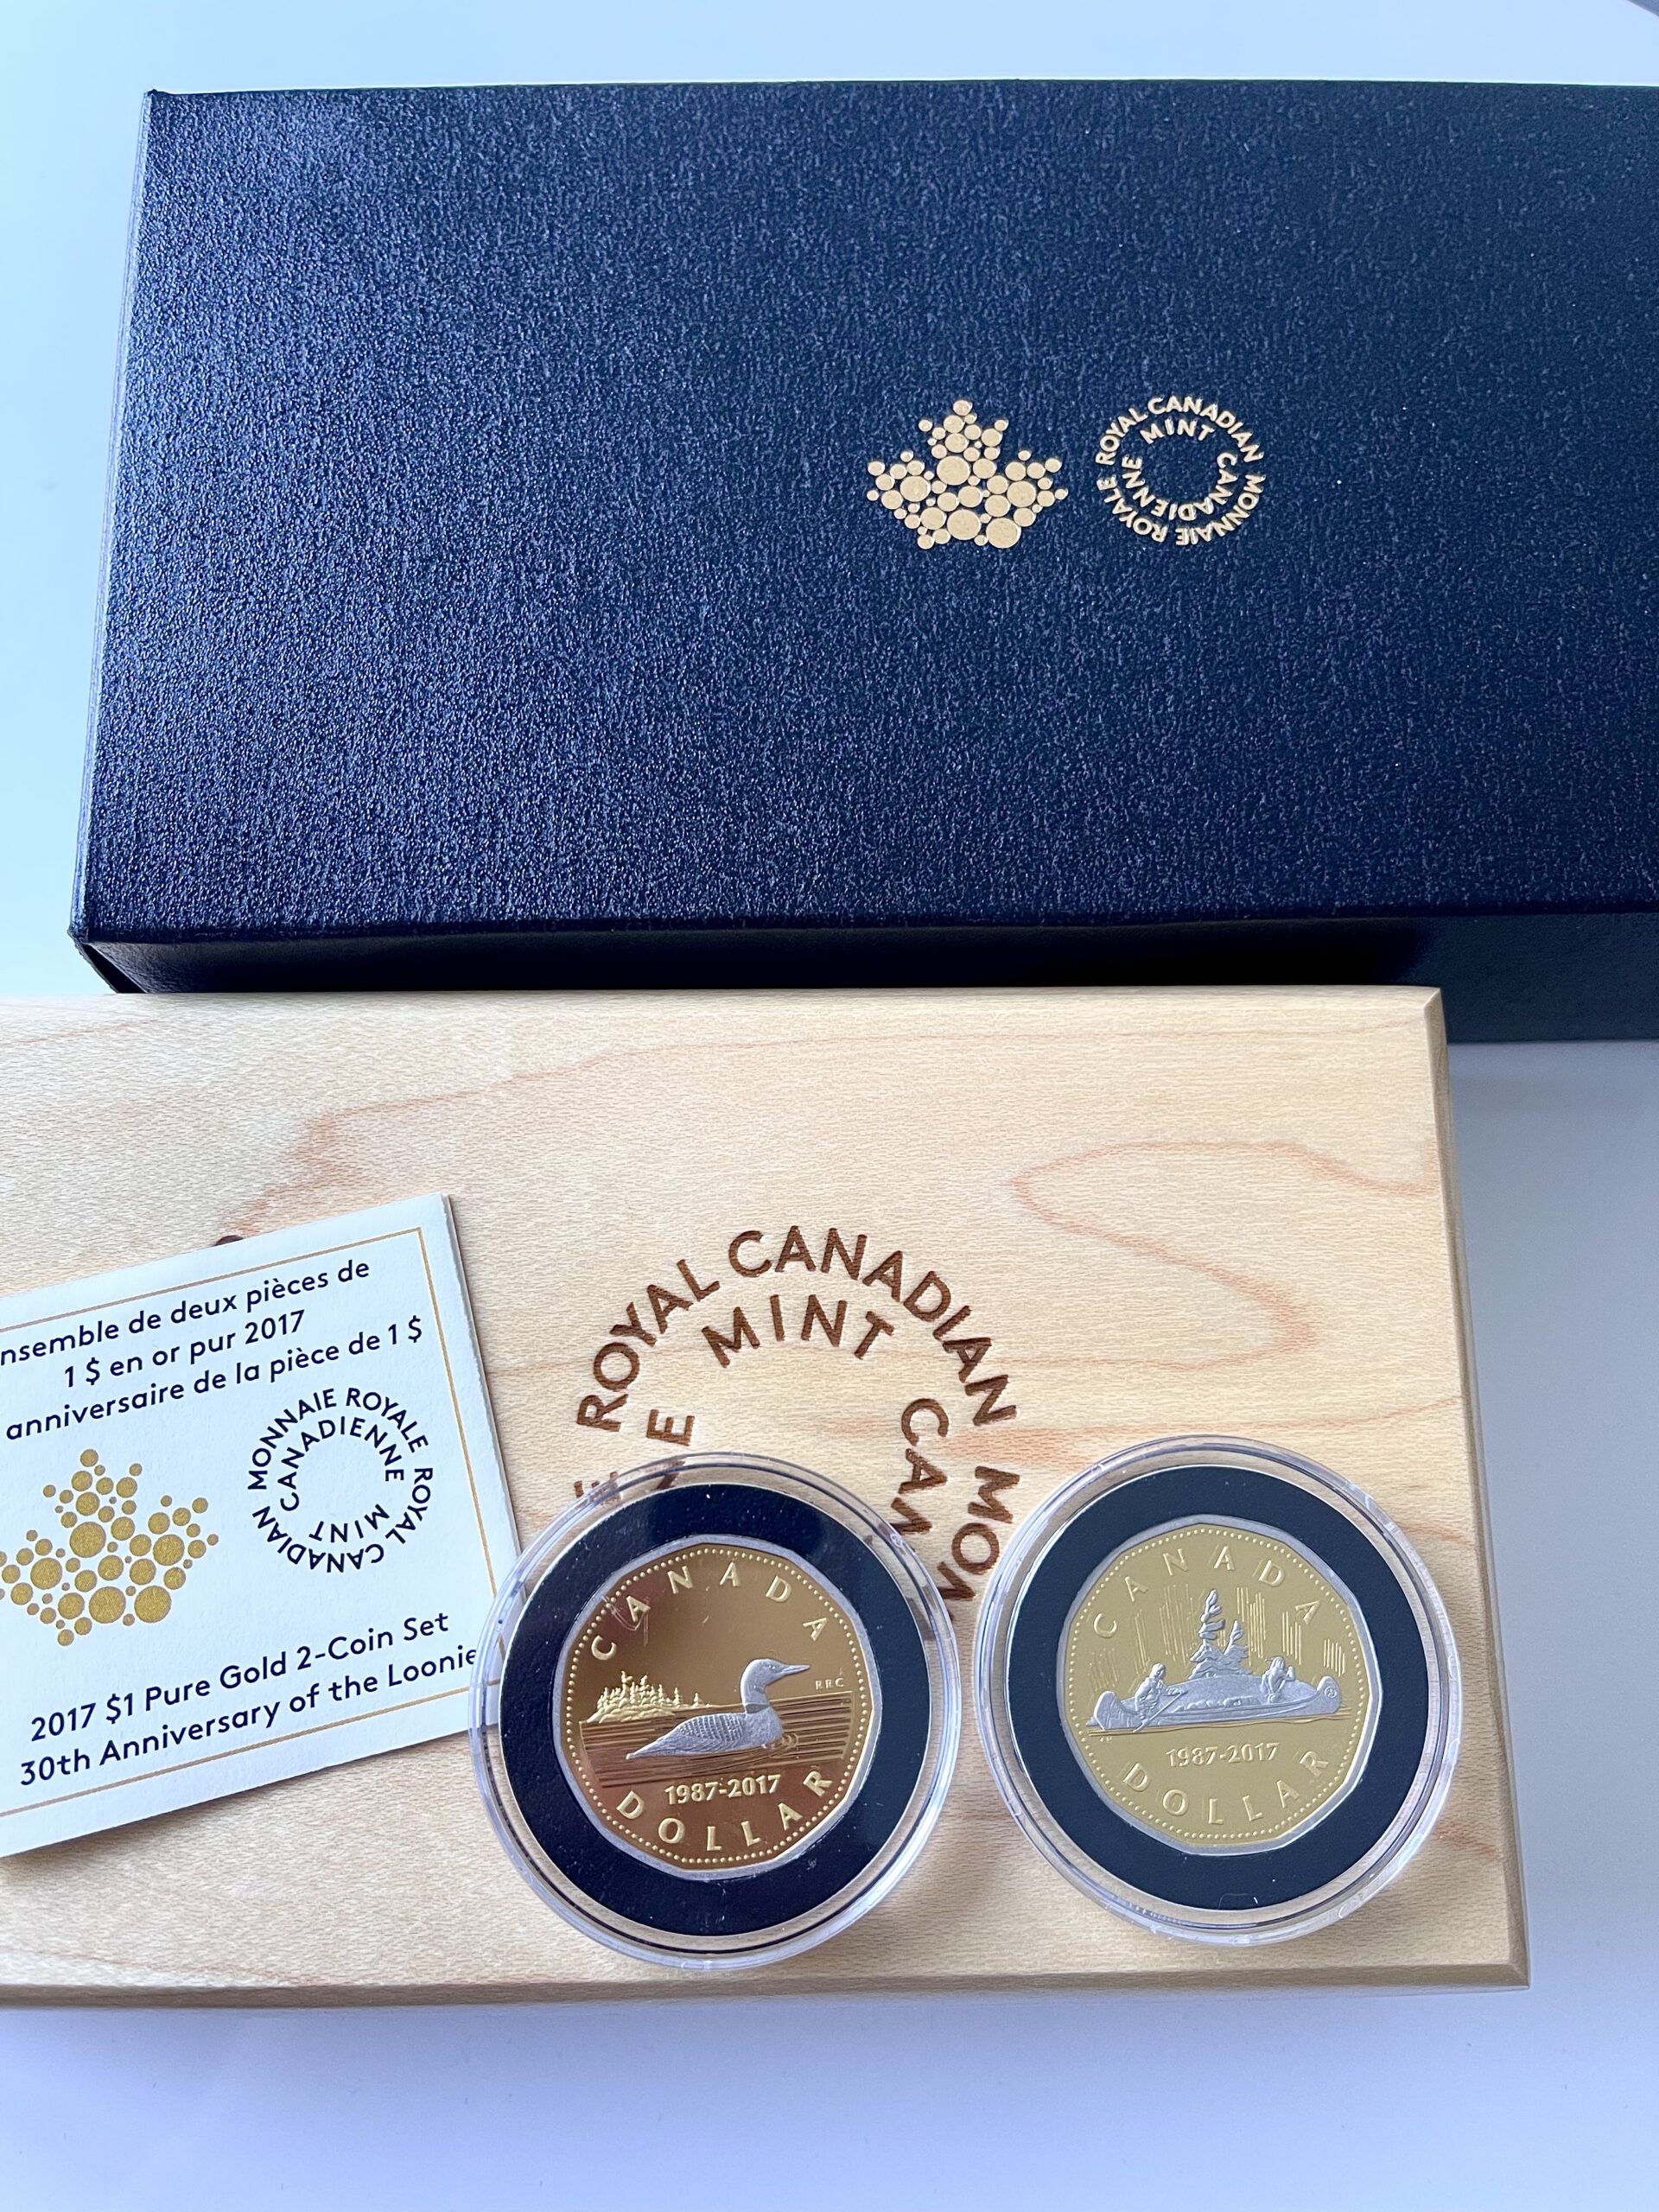 ROYAL CANADIAN MINT
MONNAIE ROYALE CANADIENNE
ROYAL CANADIAN
MINT
MON
CAN
de deux pièces de
1 $ en or pur 2017
anniversaire de la pièce de 1 $
MONNAIE ROYALE CANADIENNE
ROYAL CANADIAN MINT
2017 $1 Pure Gold 2-Coin Set
30th Anniversary of the Loonie
CANADA
RRC
1987-2017
DOLLAR
CANADA
1987-2017
DOLLAR